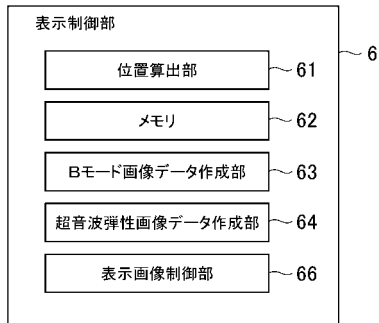 表示制御部
6
位置算出部 61
メモリ 62
Bモード画像データ作成部 63
超音波弾性画像データ作成部 64
表示画像制御部 66